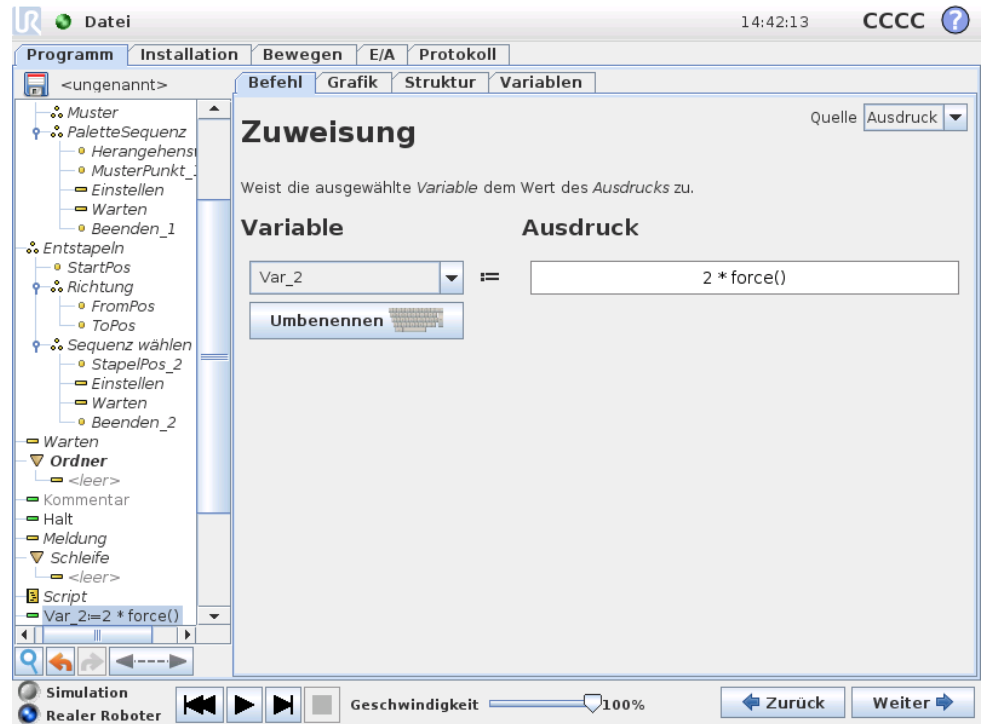 UR Datei 14:42:13 CCCC ?
Programm Installation Bewegen E/A Protokoll
<ungenannt>
Befehl Grafik Struktur Variablen
Muster
PaletteSequenz
MusterPunkt_
Einstellen
Warten
Beenden_1
Entstapeln
StartPos
Richtung
FromPos
ToPos
Sequenz wählen
StapelPos_2
Einstellen
Warten
Beenden_2
Warten
Ordner
<leer>
Kommentar
Halt
Meldung
Schleife
<leer>
Script
Var_2:=2 * force()
Quelle Ausdruck
Zuweisung
Weist die ausgewählte Variable dem Wert des Ausdrucks zu.
Variable Ausdruck
Var_2 := 2 * force()
Umbenennen
Simulation
Realer Roboter
Geschwindigkeit 100%
Zurück Weiter